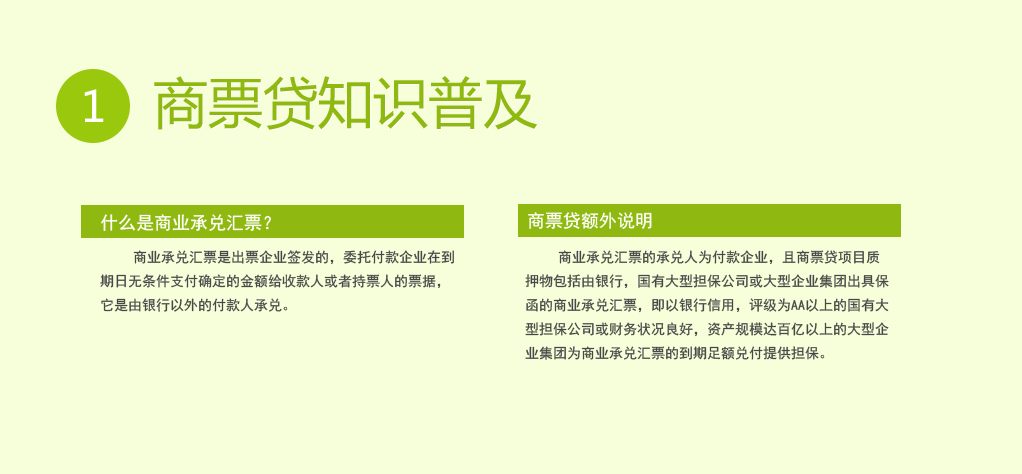 1 商票贷知识普及
什么是商业承兑汇票?
商业承兑汇票是出票企业签发的，委托付款企业在到
期日无条件支付确定的金额给收款人或者持票人的票据，
它是由银行以外的付款人承兑。
商票贷额外说明
商业承兑汇票的承兑人为付款企业，且商票贷项目质
押物包括由银行，国有大型担保公司或大型企业集团出具保
函的商业承兑汇票，即以银行信用，评级为AA以上的国有大
型担保公司或财务状况良好，资产规模达百亿以上的大型企
业集团为商业承兑汇票的到期足额兑付提供担保。